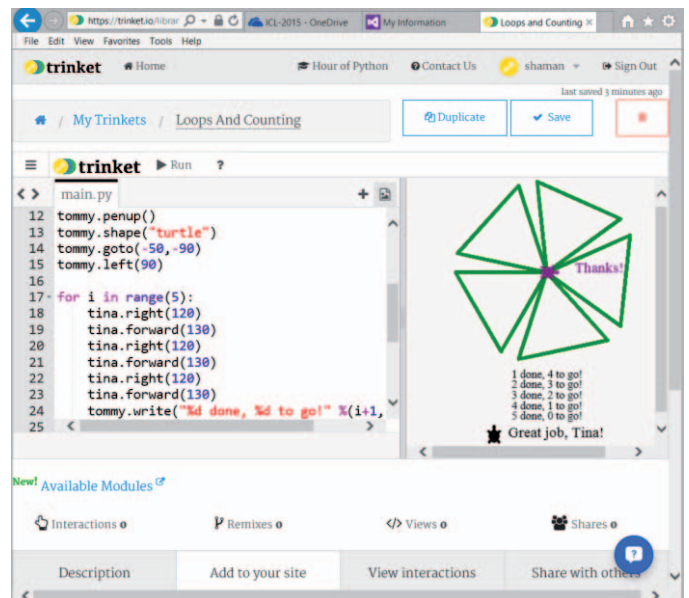 https://trinket.io/librar
ICL-2015 - OneDrive
My Information
Loops and Counting
File Edit View Favorites Tools Help
trinket Home Hour of Python Contact Us shaman Sign Out
last saved 3 minutes ago
/ My Trinkets / Loops And Counting Duplicate Save
trinket Run ?
<> main.py
12 tommy.penup()
13 tommy.shape("turtle")
14 tommy.goto(-50,-90)
15 tommy.left(90)
16
17 for i in range(5):
18 tina.right(120)
19 tina.forward(130)
20 tina.right(120)
21 tina.forward(130)
22 tina.right(120)
23 tina.forward(130)
24 tommy.write("%d done, %d to go!" %(i+1,
25
Thanks!
1 done, 4 to go!
2 done, 3 to go!
3 done, 2 to go!
4 done, 1 to go!
5 done, 0 to go!
Great job, Tina!
New! Available Modules
Interactions 0 Remixes 0 </> Views 0 Shares 0
Description Add to your site View interactions Share with others
?